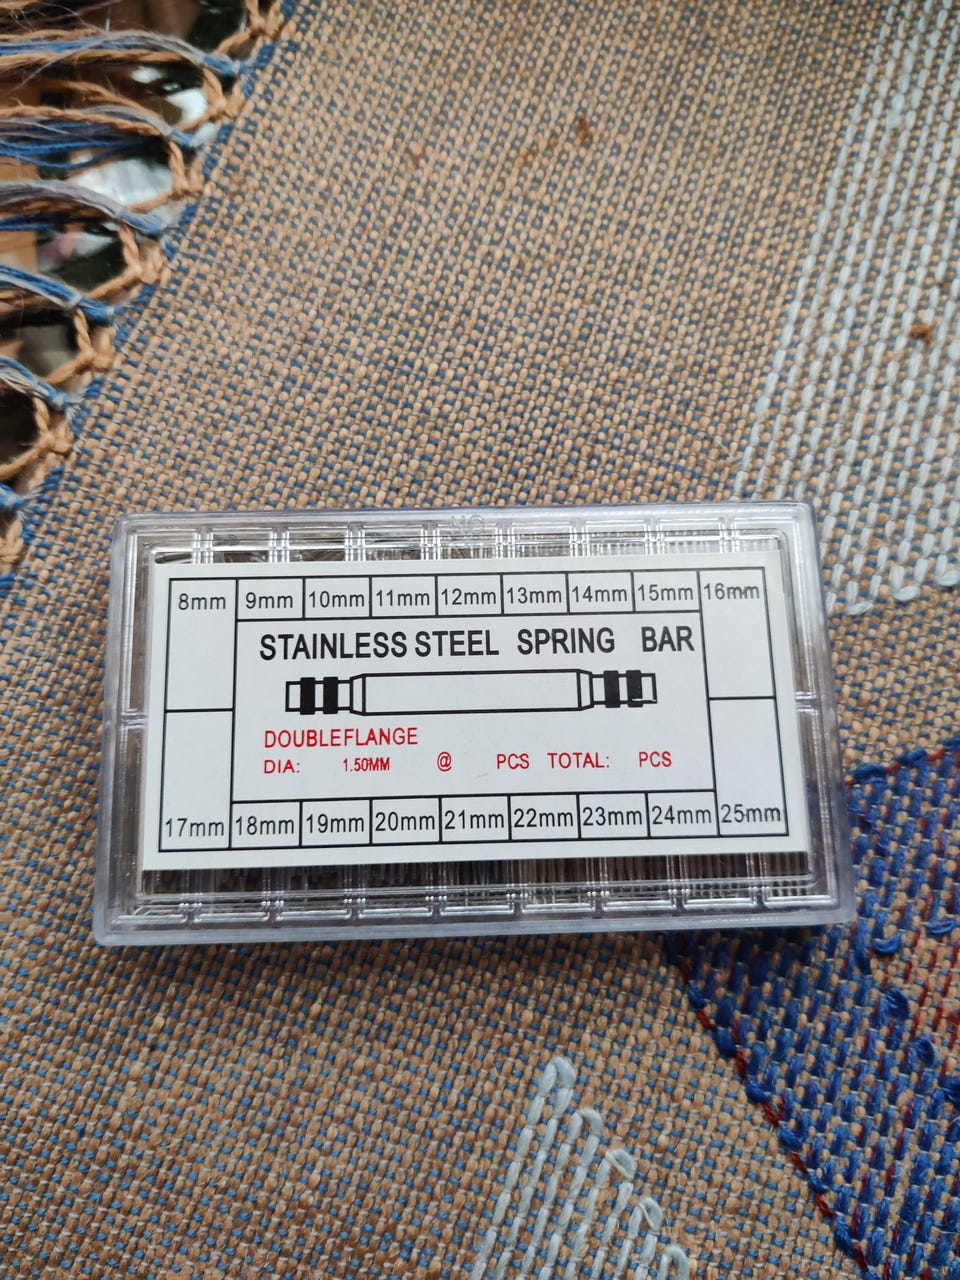 8mm 9mm 10mm 11mm 12mm 13mm 14mm 15mm 16mm
STAINLESS STEEL SPRING BAR
DOUBLEFLANGE
DIA: 1.50MM @ PCS TOTAL: PCS
17mm 18mm 19mm 20mm 21mm 22mm 23mm 24mm 25mm